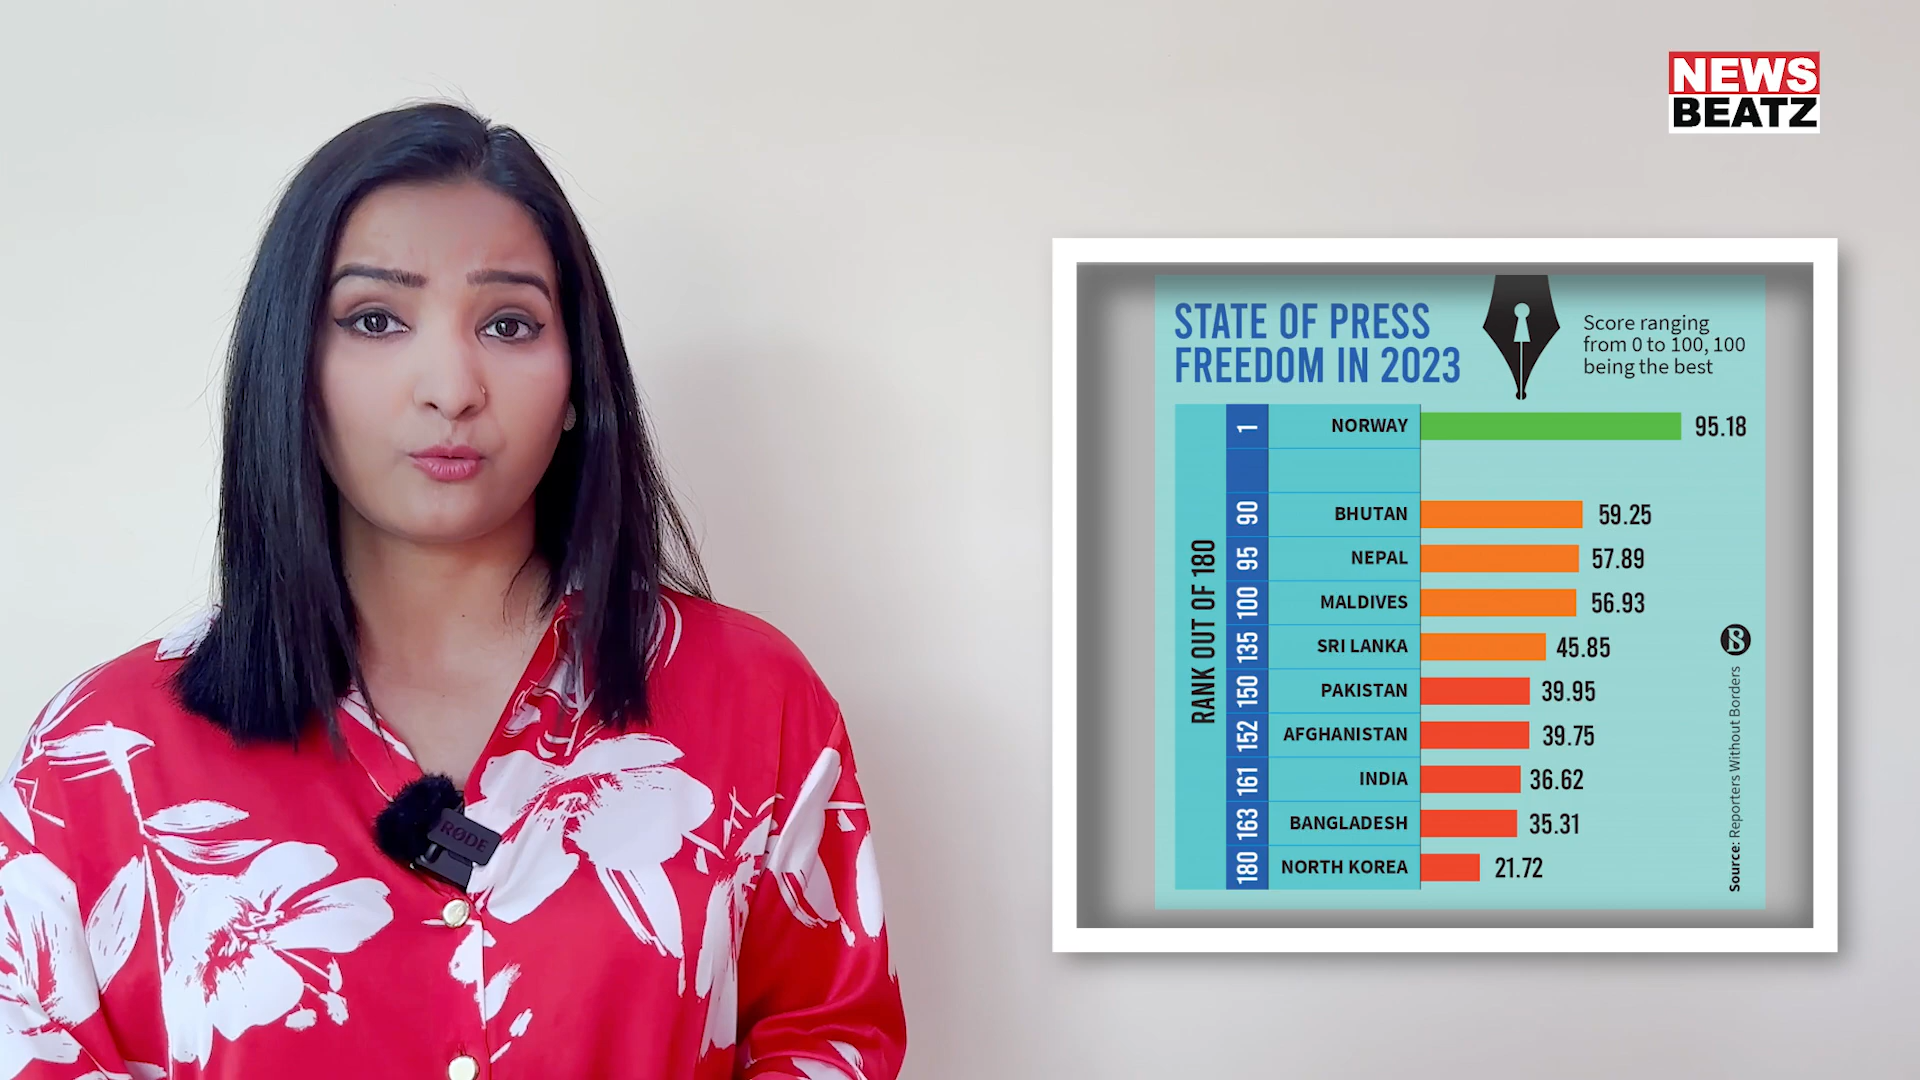 NEWS
BEATZ
STATE OF PRESS
FREEDOM IN 2023
Score ranging
from 0 to 100, 100
being the best
RANK OUT OF 180
1 NORWAY 95.18
90 BHUTAN 59.25
95 NEPAL 57.89
100 MALDIVES 56.93
135 SRI LANKA 45.85
150 PAKISTAN 39.95
152 AFGHANISTAN 39.75
161 INDIA 36.62
163 BANGLADESH 35.31
180 NORTH KOREA 21.72
Source: Reporters Without Borders
RØDE